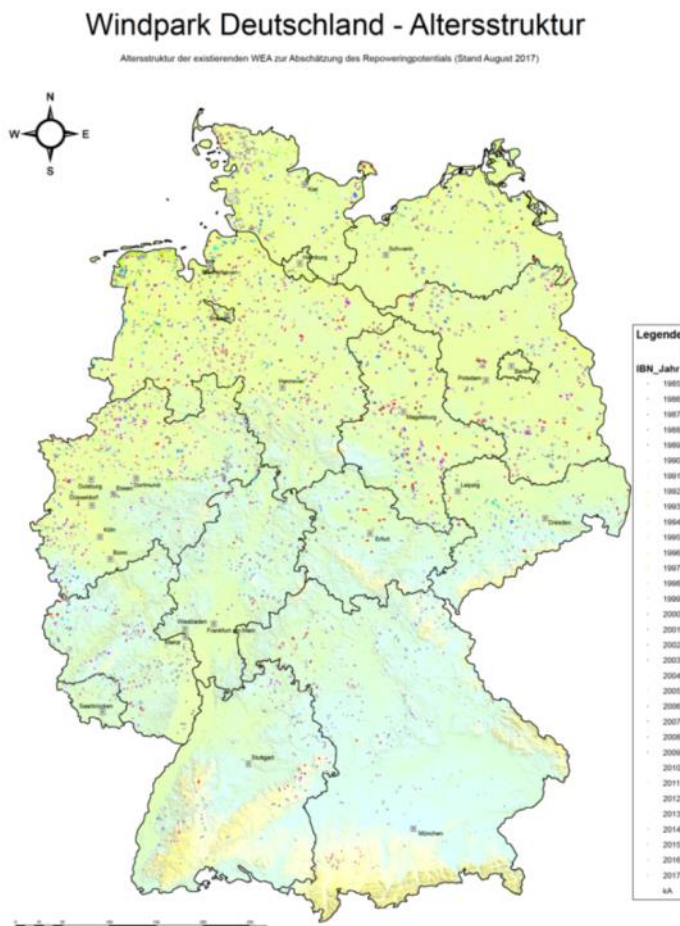 Windpark Deutschland - Altersstruktur
Altersstruktur der existierenden WEA zur Abschätzung des Repoweringpotentials (Stand August 2017)
N
W E
S
Kiel
Schwerin
Hannover
Potsdam
Berlin
Magdeburg
Duisburg
Essen
Dortmund
Düsseldorf
Leipzig
Köln
Dresden
Erfurt
Bonn
Wiesbaden
Frankfurt am Main
Mainz
Saarbrücken
Stuttgart
München
Legende
IBN_Jahr
1985
1986
1987
1988
1989
1990
1991
1992
1993
1994
1995
1996
1997
1998
1999
2000
2001
2002
2003
2004
2005
2006
2007
2008
2009
2010
2011
2012
2013
2014
2015
2016
2017
kA